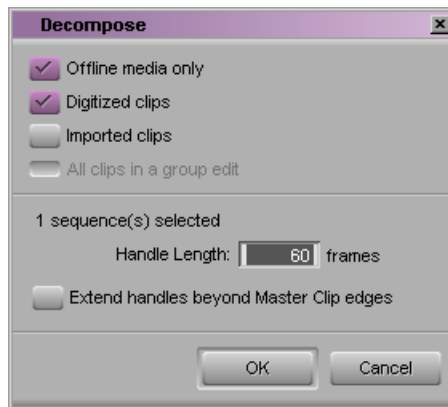 Decompose
Offline media only
Digitized clips
Imported clips
All clips in a group edit
1 sequence(s) selected
Handle Length: 60 frames
Extend handles beyond Master Clip edges
OK Cancel